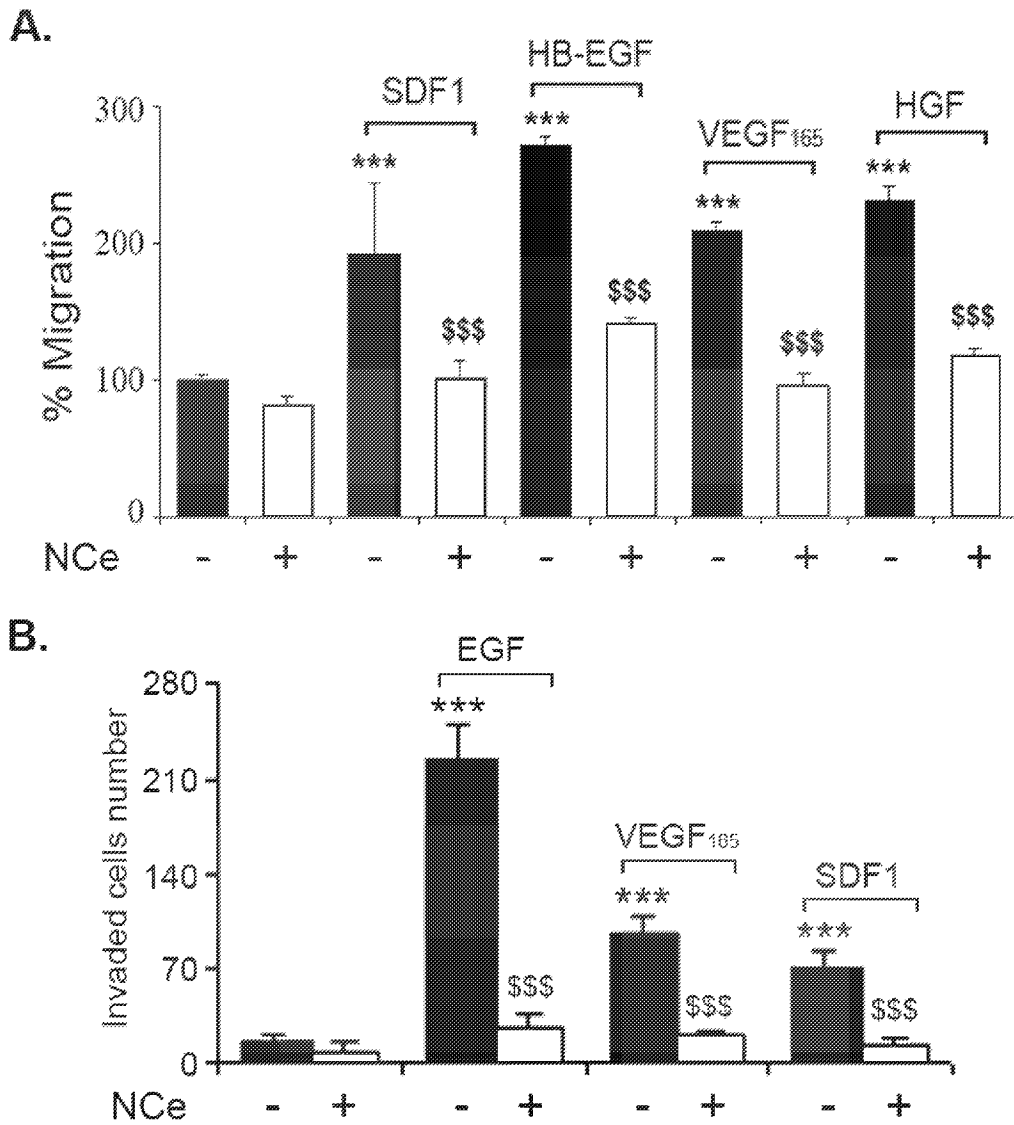 A.
HB-EGF
SDF1
HGF
VEGF165
300
200
100
0
% Migration
***
***
***
***
$$$
$$$
$$$
$$$
NCe - + - + - + - + - +
B.
EGF
VEGF165
SDF1
280
210
140
70
0
Invaded cells number
***
***
***
$$$
$$$
$$$
NCe - + - + - + - +